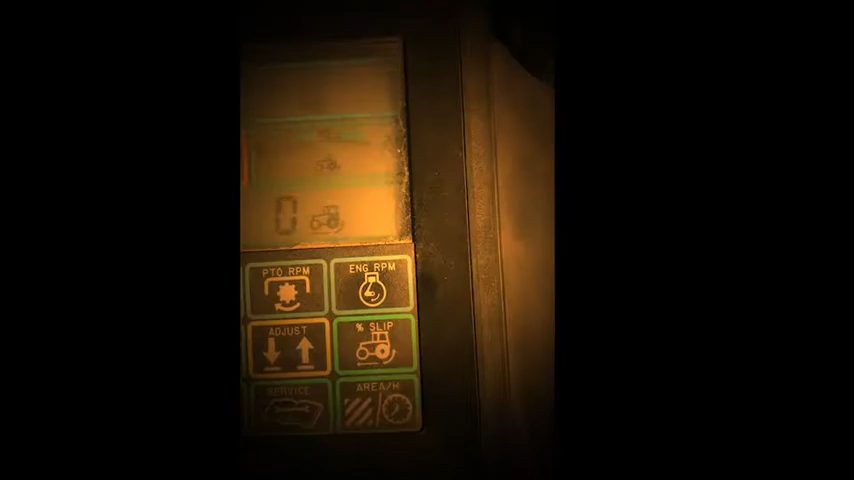 0
PTO RPM
ENG RPM
ADJUST
% SLIP
SERVICE
AREA/H